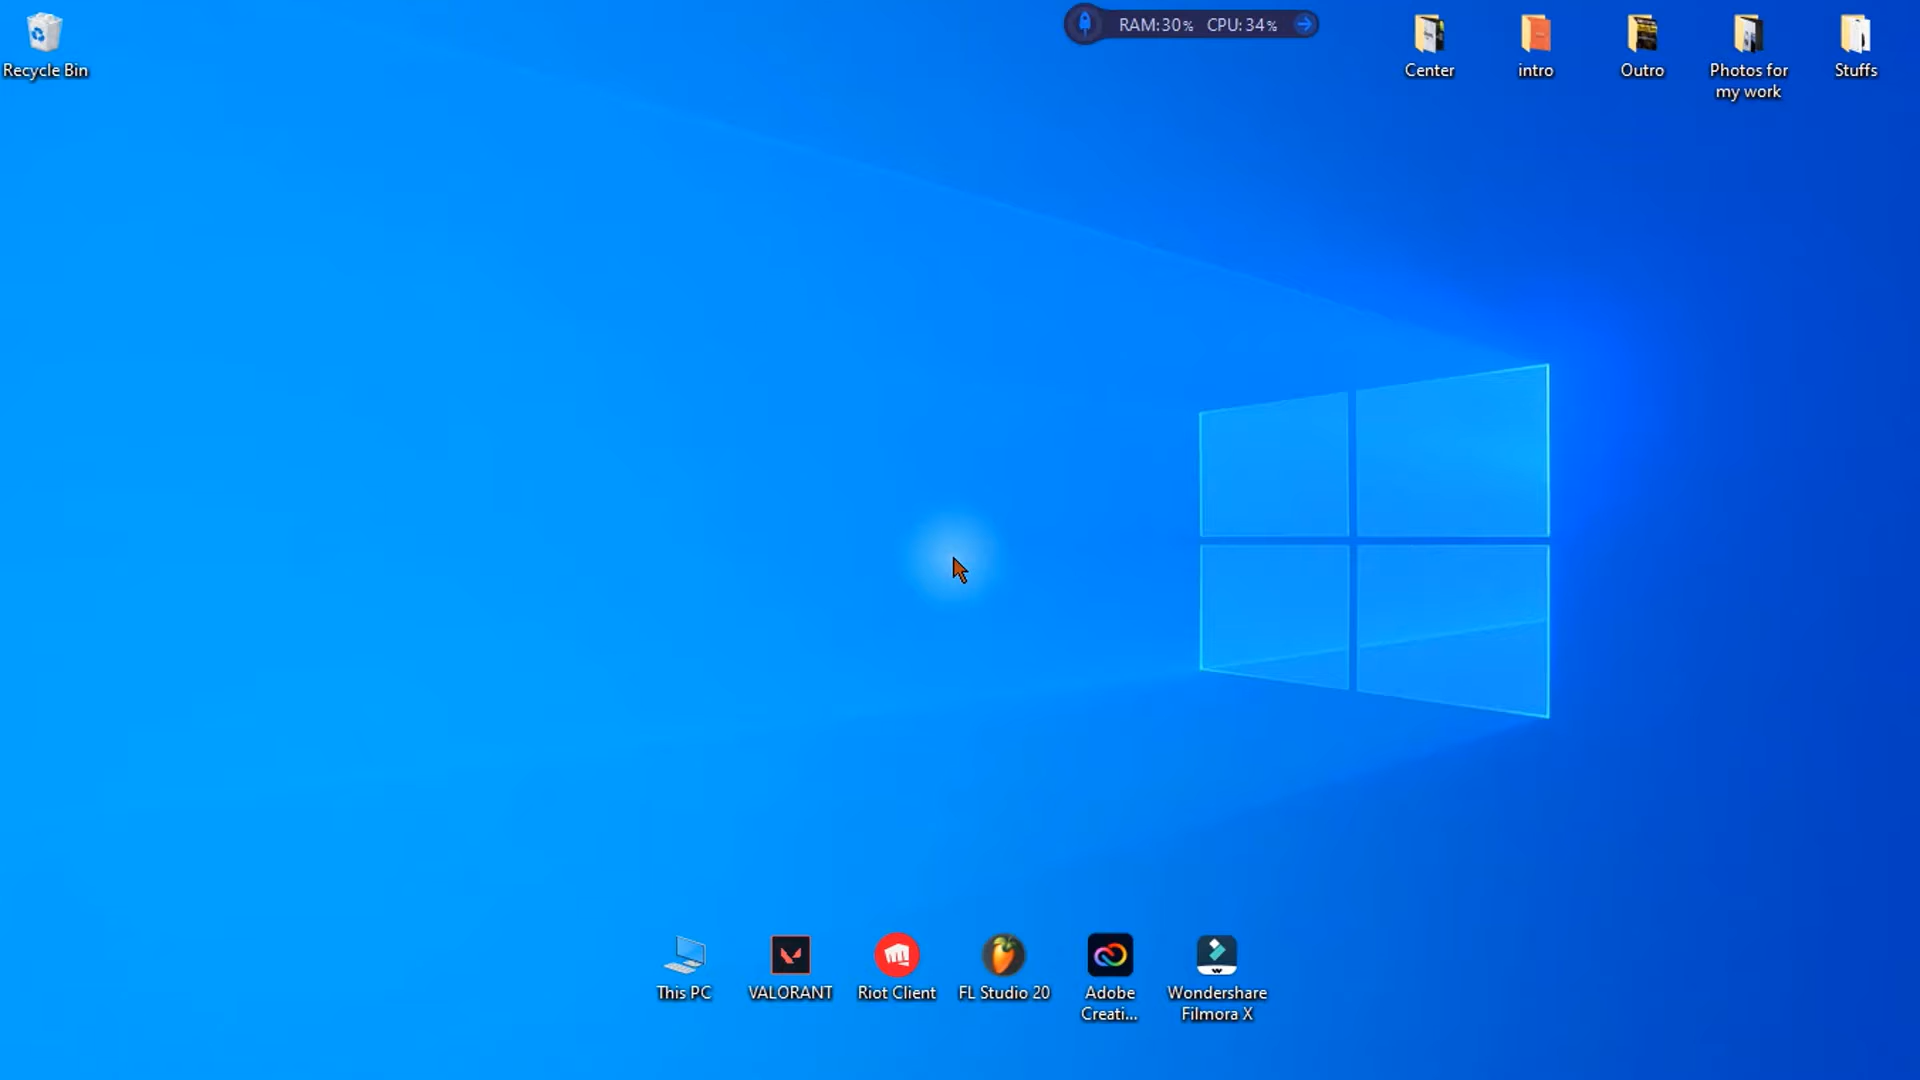 Recycle Bin
RAM:30% CPU:34%
Center
intro
Outro
Photos for
my work
Stuffs
This PC
VALORANT
Riot Client
FL Studio 20
Adobe
Creati...
Wondershare
Filmora X